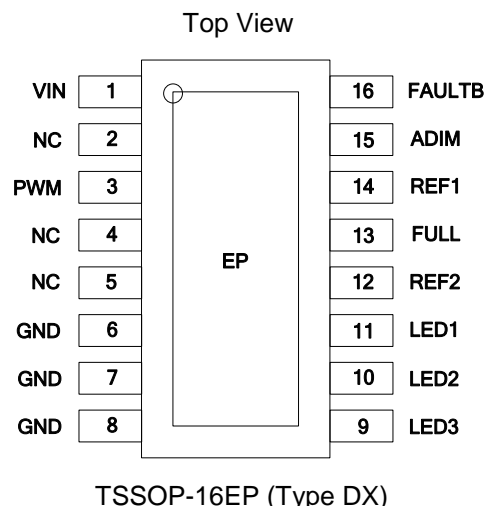 Top View
VIN 1 16 FAULTB
NC 2 15 ADIM
PWM 3 14 REF1
NC 4 13 FULL
EP
NC 5 12 REF2
GND 6 11 LED1
GND 7 10 LED2
GND 8 9 LED3
TSSOP-16EP (Type DX)